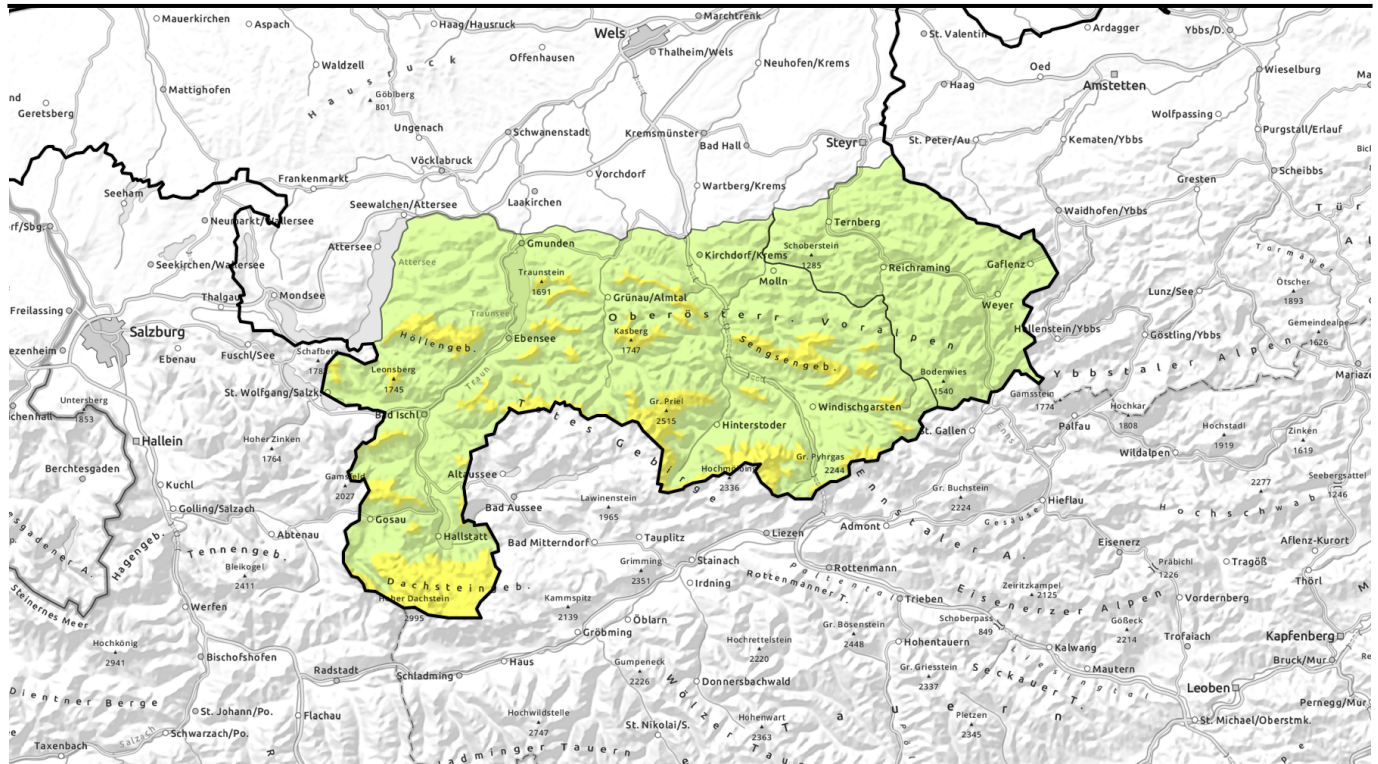 Mauerkirchen
Aspach
Haag/Hausruck
Marchtrenk
Ardagger
Wels
St. Valentin
Ybbs/D.
Offenhausen
Thalheim/Wels
Waldzell
Neuhofen/Krems
Oed
Wieselburg
Mattighofen
Hausruck
Göblberg
801
Haag
Amstetten
Geretsberg
Ungenach
Schwanenstadt
Kremsmünster
Wolfpassing
Purgstall/Erlauf
Vöcklabruck
Bad Hall
Steyr
St. Peter/Au
Kematen/Ybbs
Frankenmarkt
Vorchdorf
Wartberg/Krems
Scheibbs
Seeham
Seewalchen/Attersee
Laakirchen
Gresten
Neumarkt/Wallersee
Ternberg
Waidhofen/Ybbs
Attersee
Gmunden
Schoberstein
1285
Kirchdorf/Krems
Seekirchen/Wallersee
Attersee
Reichraming
Gaflenz
Tormäuer
Traunstein
1691
Molln
Ötscher
1893
Thalgau
Mondsee
Grünau/Almtal
Weyer
Lunz/See
Freilassing
Traunsee
Oberösterr. Voralpen
Salzburg
Hollenstein/Ybbs
Göstling/Ybbs
Gemeindealpe
1626
Höllengeb.
Ebensee
Kasberg
1747
Sengsengeb.
Ebenau
Fuschl/See
Schafberg
Leonsberg
1745
Traun
Bodenwies
1540
Ybbstaler Alpen
St. Wolfgang/Salzk
Untersberg
1853
Bad Ischl
Gr. Priel
2515
Windischgarsten
Gamsstein
1774
Hochkar
1808
Hallein
Totes Gebirge
Hinterstoder
St. Gallen
Enns
Palfau
Hochstadl
1919
Zinken
1619
Hoher Zinken
1764
Wildalpen
Berchtesgaden
Altaussee
Hochmölbing
2336
Gr. Pyhrgas
2244
Seebergsattel
1246
Kuchl
Gamsfeld
2027
Lawinenstein
1965
Gr. Buchstein
2224
2277
Golling/Salzach
Bad Aussee
Hieflau
Hochschwab
Gosau
Ennstaler A.
Gesäuse
Abtenau
Hallstatt
Liezen
Admont
Aflenz-Kurort
Tennengeb.
Bad Mitterndorf
Tauplitz
Eisenerz
Hagengeb.
Bleikogel
2411
Stainach
Grimming
2351
Präbichl
1226
Tragöß
Paltental
Rottenmann
Dachsteingeb.
Irdning
Rottenmanner T.
Zeiritzkampel
2125
Thörl
Steinernes Meer
Hoher Dachstein
2995
Kammspitz
2139
Trieben
Eisenerzer Alpen
Vordernberg
Werfen
Öblarn
Gr. Bösenstein
2448
Schoberpass
849
Gößeck
2214
Gröbming
Trofaiach
Kapfenberg
Hochkönig
2941
Hochrettelstein
2220
Hohentauern
Bischofshofen
Haus
Kalwang
Radstadt
Gumpeneck
2226
Gr. Griesstein
2337
Liesingtal
Mautern
Bruck/Mur
Schladming
Donnersbachwald
Seckauer T.
Leoben
Dientner Berge
Pernegg/Mur
St. Johann/Po.
Flachau
Hochwildstelle
2747
St. Nikolai/S.
Hohenwart
2363
Pletzen
2345
St. Michael/Oberstmk.
Salzach
Schwarzach/Po.
Taxenbach